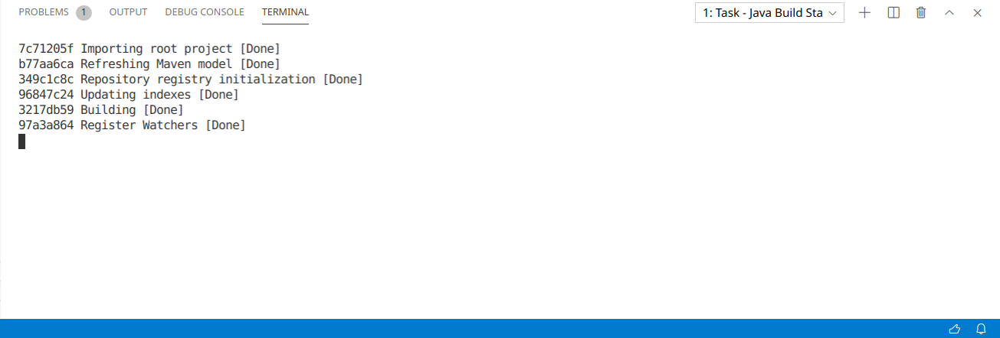 PROBLEMS 1 OUTPUT DEBUG CONSOLE TERMINAL 1: Task - Java Build Sta
7c71205f Importing root project [Done]
b77aa6ca Refreshing Maven model [Done]
349c1c8c Repository registry initialization [Done]
96847c24 Updating indexes [Done]
3217db59 Building [Done]
97a3a864 Register Watchers [Done]